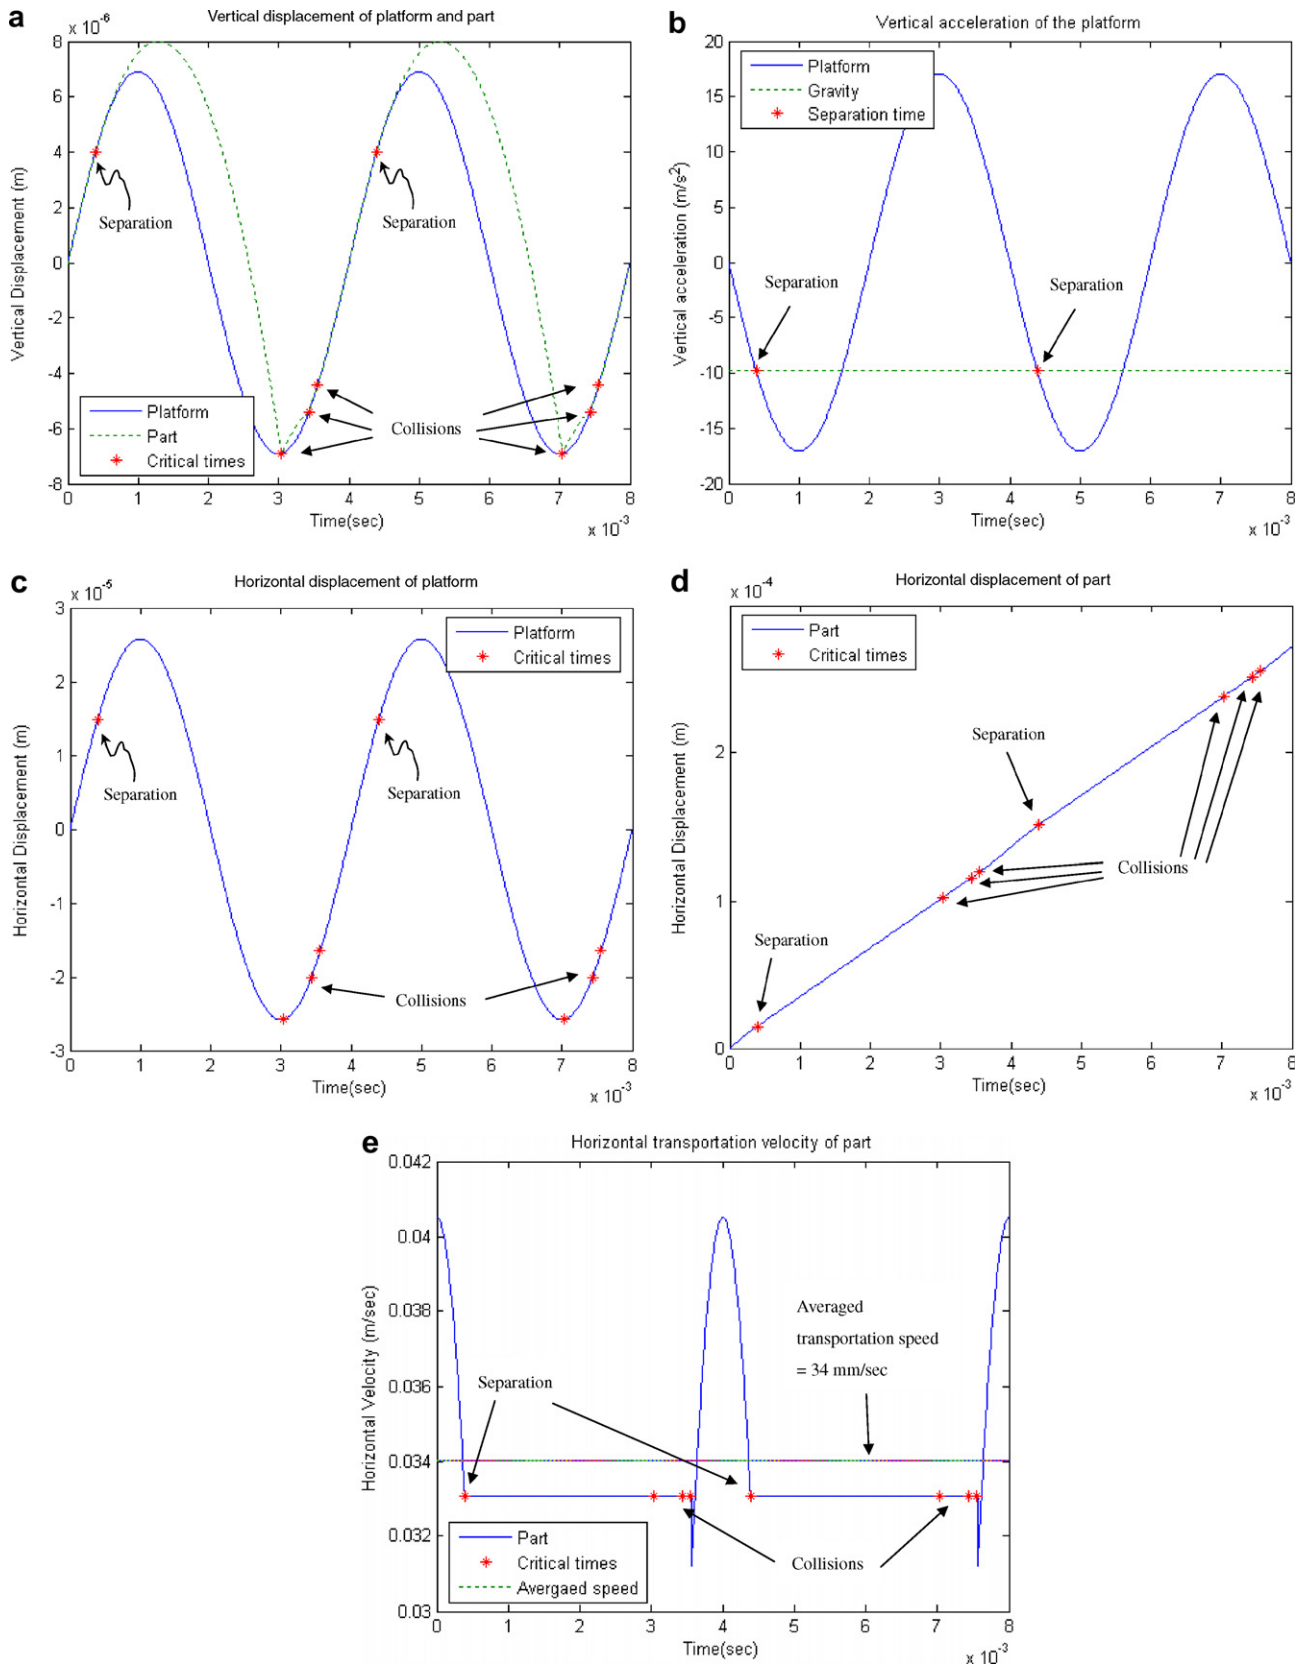 a
Vertical displacement of platform and part
x 10^-6
8
6
4
2
0
-2
-4
-6
-8
Vertical Displacement (m)
Separation
Separation
Collisions
Platform
Part
Critical times
0 1 2 3 4 5 6 7 8
Time(sec)
x 10^-3
b
Vertical acceleration of the platform
20
15
10
5
0
-5
-10
-15
-20
Vertical acceleration (m/s^2)
Platform
Gravity
Separation time
Separation
Separation
0 1 2 3 4 5 6 7 8
Time(sec)
x 10^-3
c
Horizontal displacement of platform
x 10^-5
3
2
1
0
-1
-2
-3
Horizontal Displacement (m)
Platform
Critical times
Separation
Separation
Collisions
0 1 2 3 4 5 6 7 8
Time(sec)
x 10^-3
d
Horizontal displacement of part
x 10^-4
2
1
0
Horizontal Displacement (m)
Part
Critical times
Separation
Separation
Collisions
0 1 2 3 4 5 6 7 8
Time(sec)
x 10^-3
e
Horizontal transportation velocity of part
0.042
0.04
0.038
0.036
0.034
0.032
0.03
Horizontal Velocity (m/sec)
Averaged
transportation speed
= 34 mm/sec
Separation
Collisions
Part
Critical times
Avergaed speed
0 1 2 3 4 5 6 7 8
Time(sec)
x 10^-3